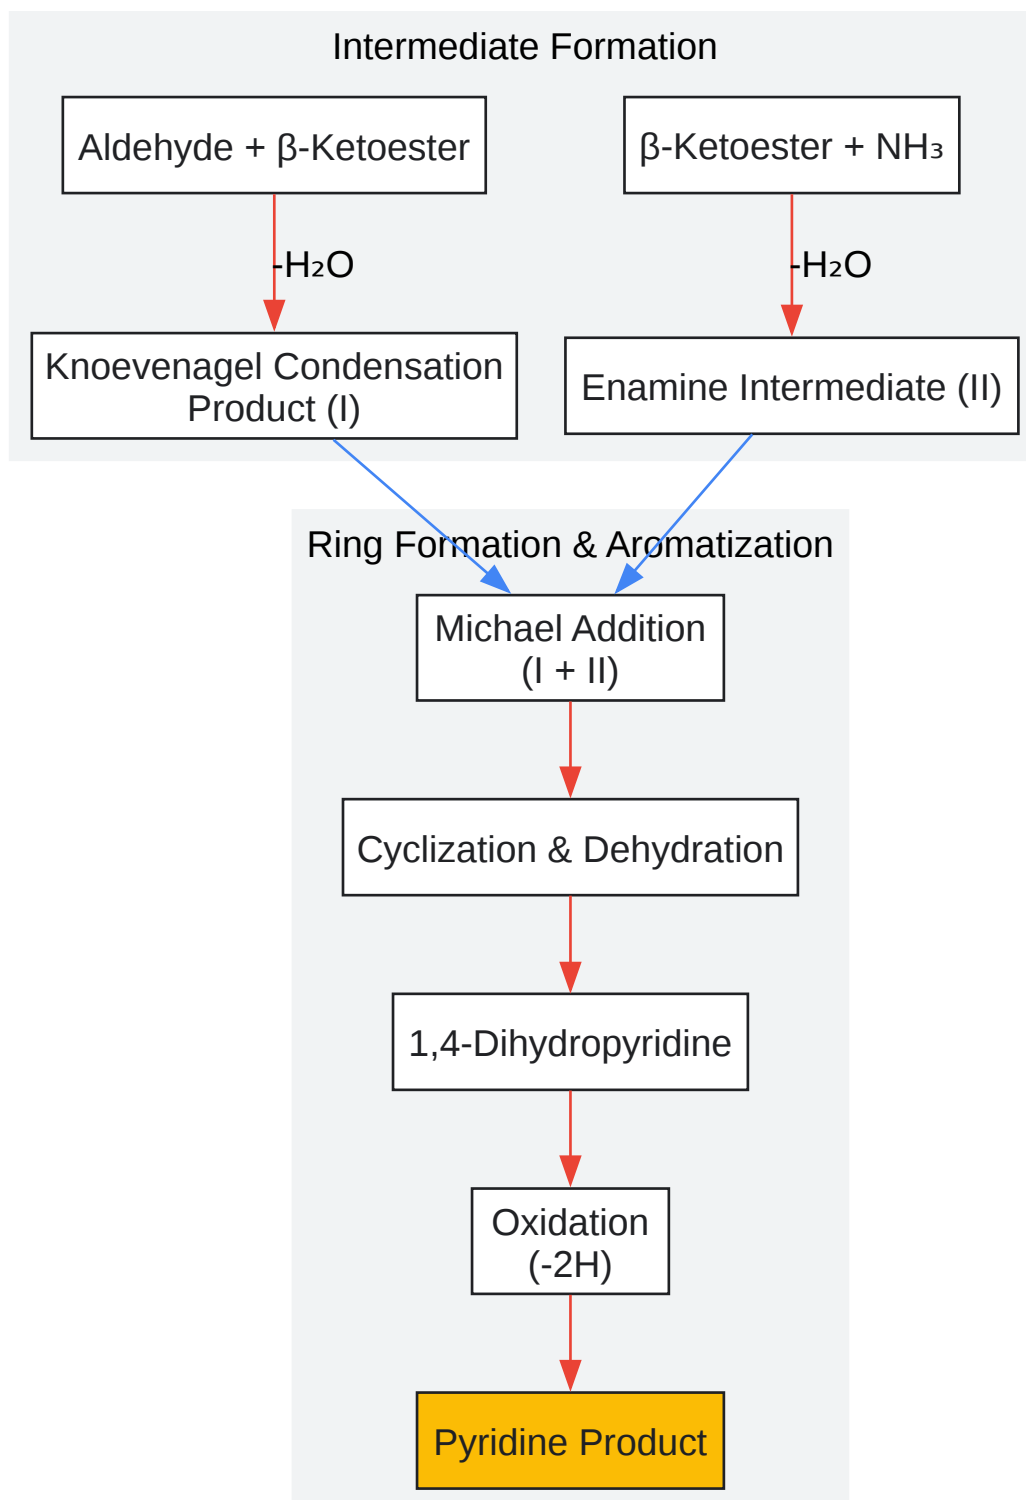 Intermediate Formation
Aldehyde + β-Ketoester
β-Ketoester + NH₃
-H₂O
-H₂O
Knoevenagel Condensation
Product (I)
Enamine Intermediate (II)
Ring Formation & Aromatization
Michael Addition
(I + II)
Cyclization & Dehydration
1,4-Dihydropyridine
Oxidation
(-2H)
Pyridine Product